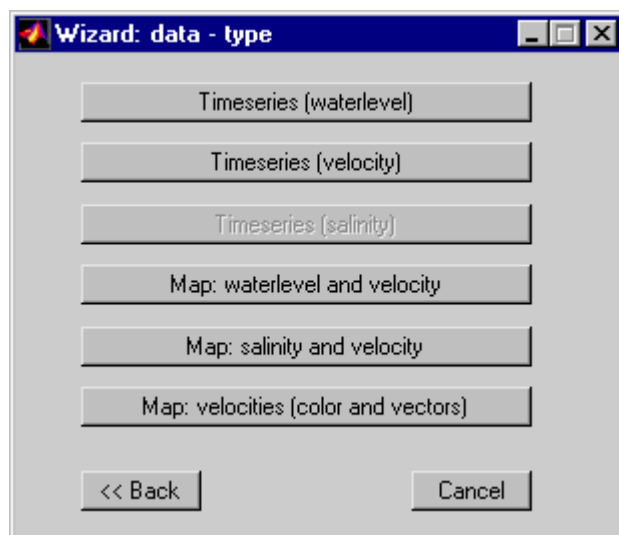 Wizard: data - type
Timeseries (waterlevel)
Timeseries (velocity)
Timeseries (salinity)
Map: waterlevel and velocity
Map: salinity and velocity
Map: velocities (color and vectors)
<< Back
Cancel